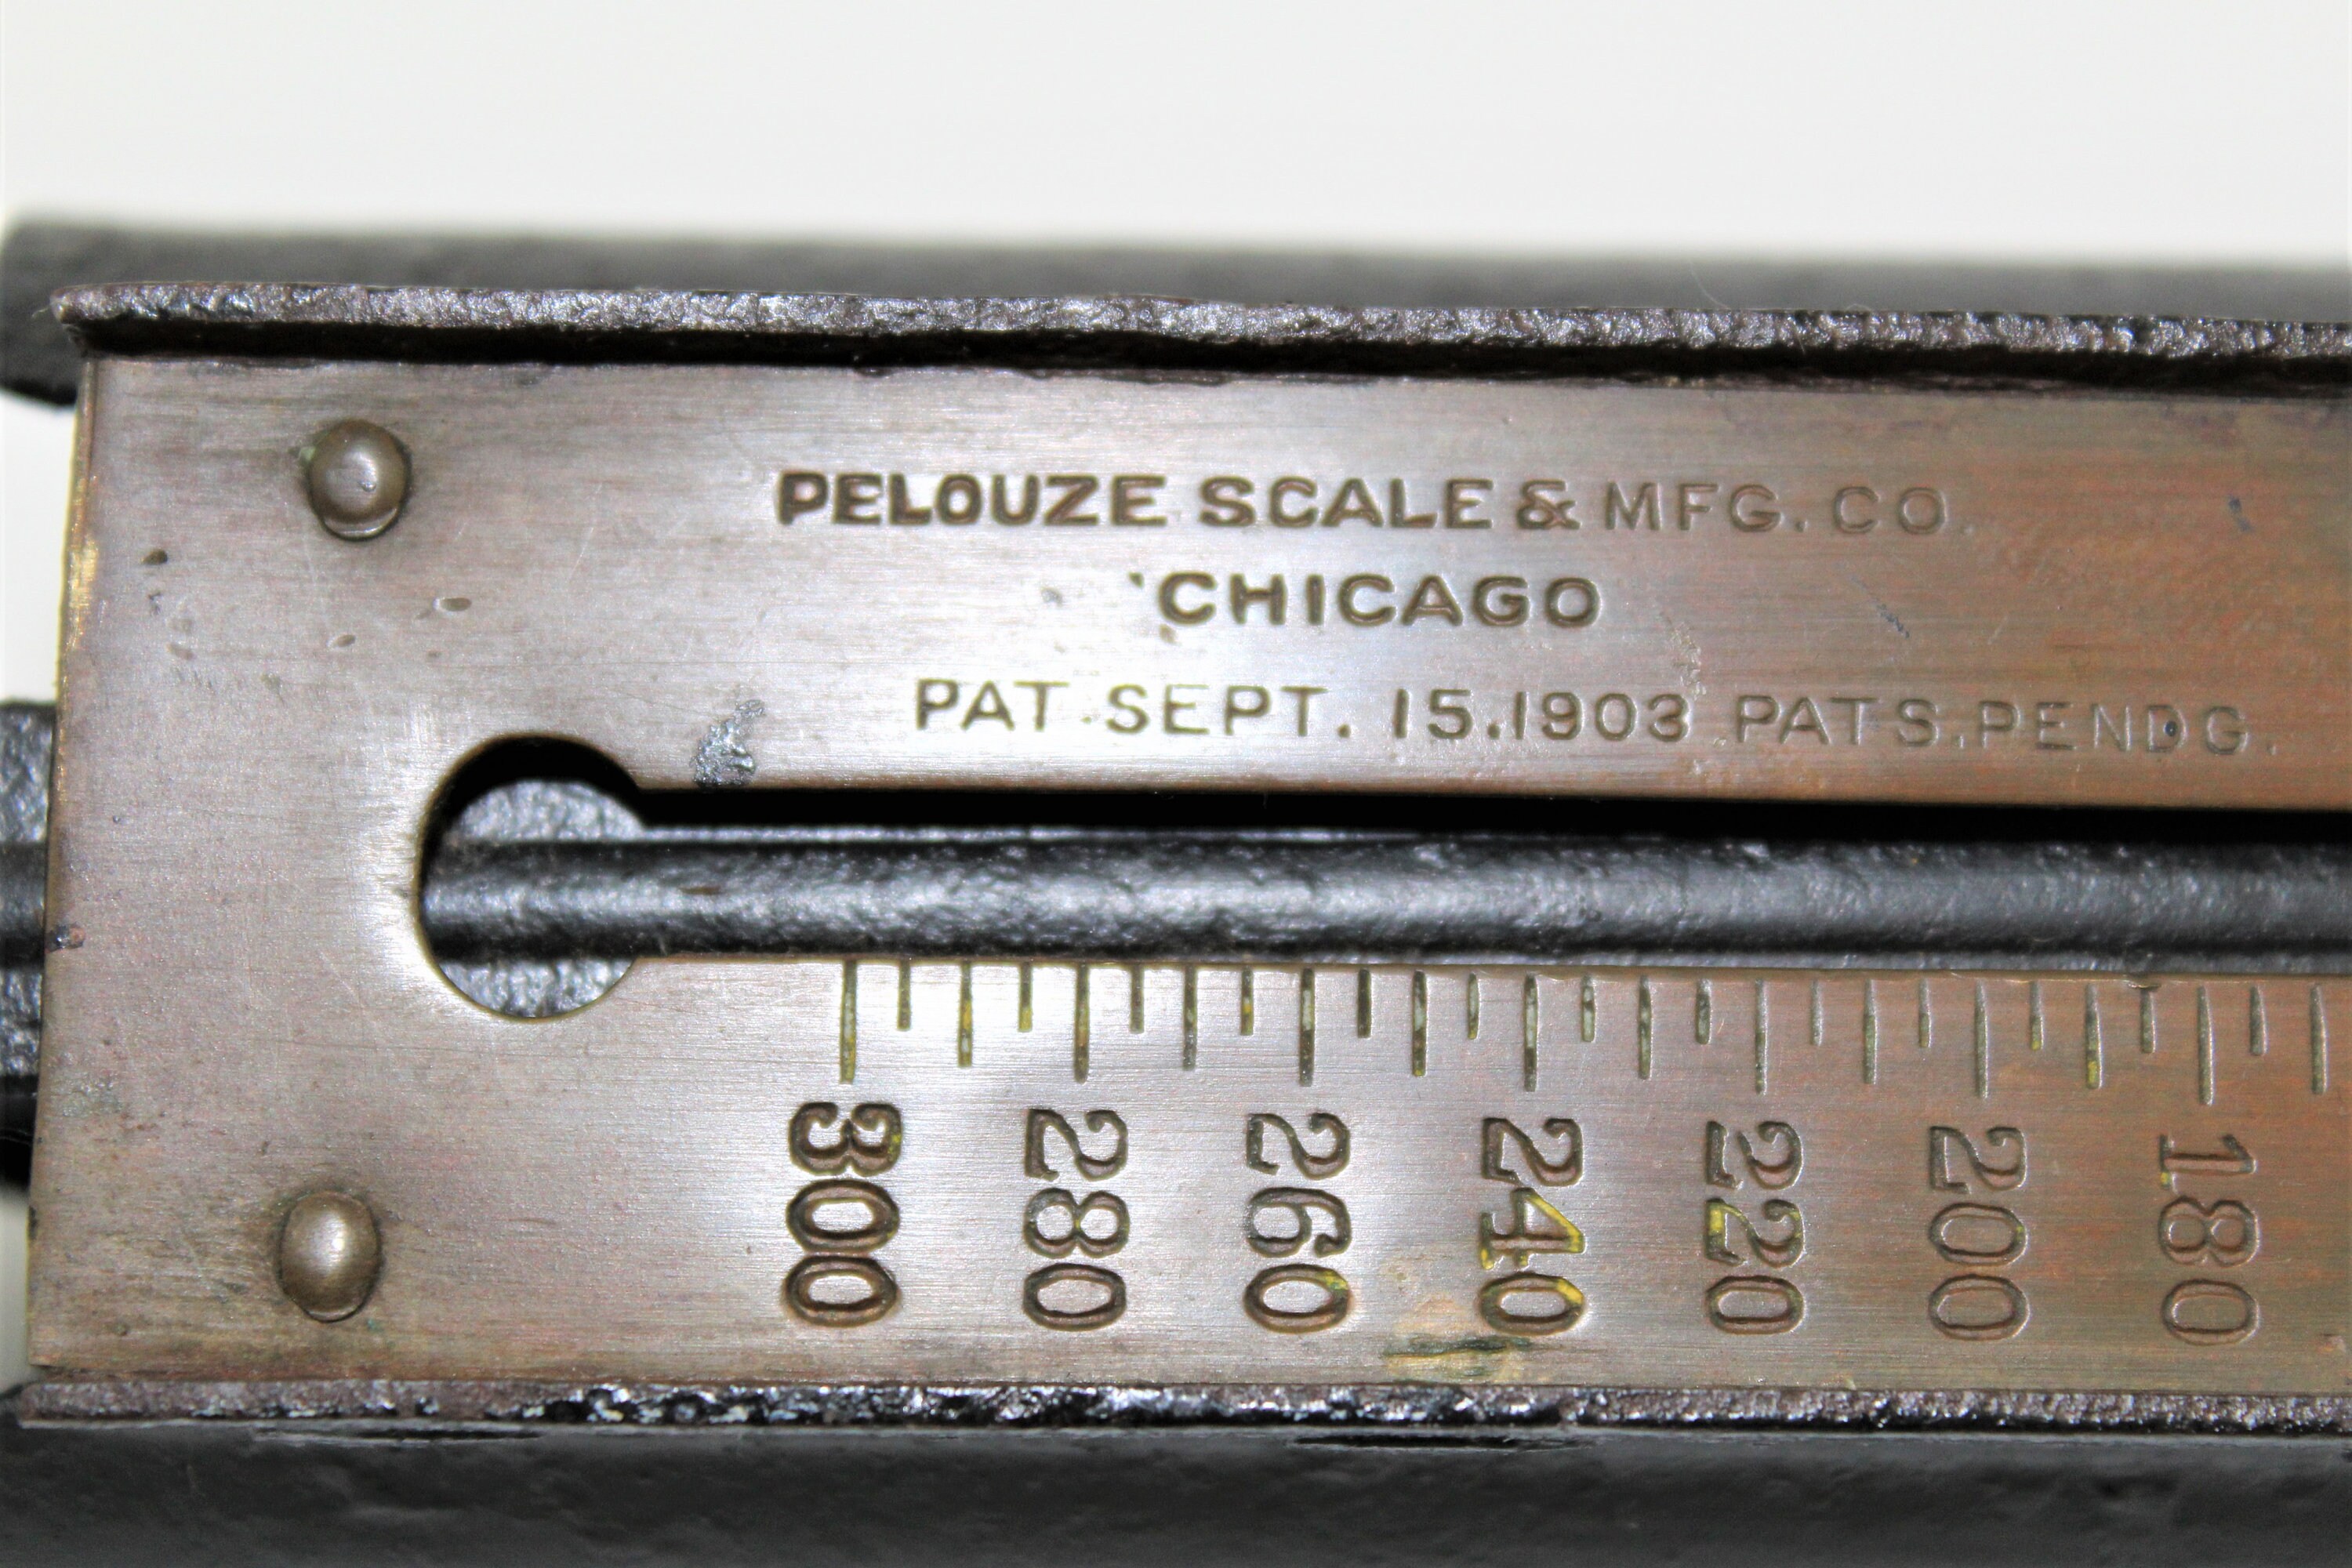 PELOUZE SCALE & MFG. CO.
CHICAGO
PAT. SEPT. 15.1903 PATS. PENDG.
300 280 260 240 220 200 180